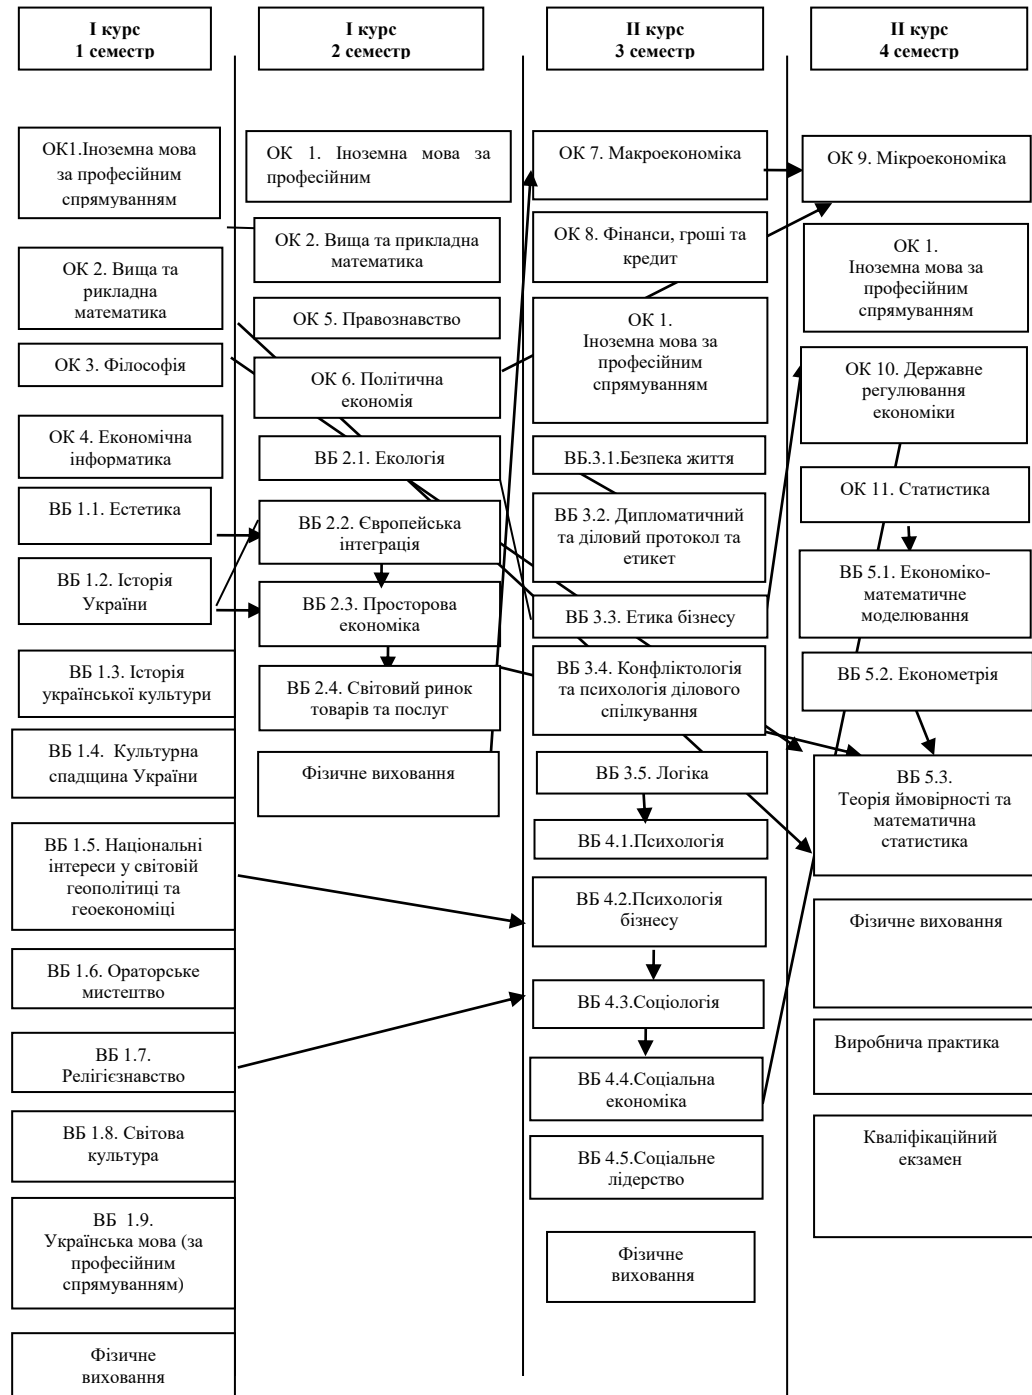 І курс
1 семестр
І курс
2 семестр
ІІ курс
3 семестр
ІІ курс
4 семестр
ОК1.Іноземна мова
за професійним
спрямуванням
ОК 2. Вища та
рикладна
математика
ОК 3. Філософія
ОК 4. Економічна
інформатика
ВБ 1.1. Естетика
ВБ 1.2. Історія
України
ВБ 1.3. Історія
української культури
ВБ 1.4. Культурна
спадщина України
ВБ 1.5. Національні
інтереси у світовій
геополітиці та
геоекономіці
ВБ 1.6. Ораторське
мистецтво
ВБ 1.7.
Релігієзнавство
ВБ 1.8. Світова
культура
ВБ 1.9.
Українська мова (за
професійним
спрямуванням)
Фізичне
виховання
ОК 1. Іноземна мова за
професійним
ОК 2. Вища та прикладна
математика
ОК 5. Правознавство
ОК 6. Політична
економія
ВБ 2.1. Екологія
ВБ 2.2. Європейська
інтеграція
ВБ 2.3. Просторова
економіка
ВБ 2.4. Світовий ринок
товарів та послуг
Фізичне виховання
ОК 7. Макроекономіка
ОК 8. Фінанси, гроші та
кредит
ОК 1.
Іноземна мова за
професійним
спрямуванням
ВБ.3.1.Безпека життя
ВБ 3.2. Дипломатичний
та діловий протокол та
етикет
ВБ 3.3. Етика бізнесу
ВБ 3.4. Конфліктологія
та психологія ділового
спілкування
ВБ 3.5. Логіка
ВБ 4.1.Психологія
ВБ 4.2.Психологія
бізнесу
ВБ 4.3.Соціологія
ВБ 4.4.Соціальна
економіка
ВБ 4.5.Соціальне
лідерство
Фізичне
виховання
ОК 9. Мікроекономіка
ОК 1.
Іноземна мова за
професійним
спрямуванням
ОК 10. Державне
регулювання
економіки
ОК 11. Статистика
ВБ 5.1. Економіко-
математичне
моделювання
ВБ 5.2. Економетрія
ВБ 5.3.
Теорія ймовірності та
математична
статистика
Фізичне виховання
Виробнича практика
Кваліфікаційний
екзамен